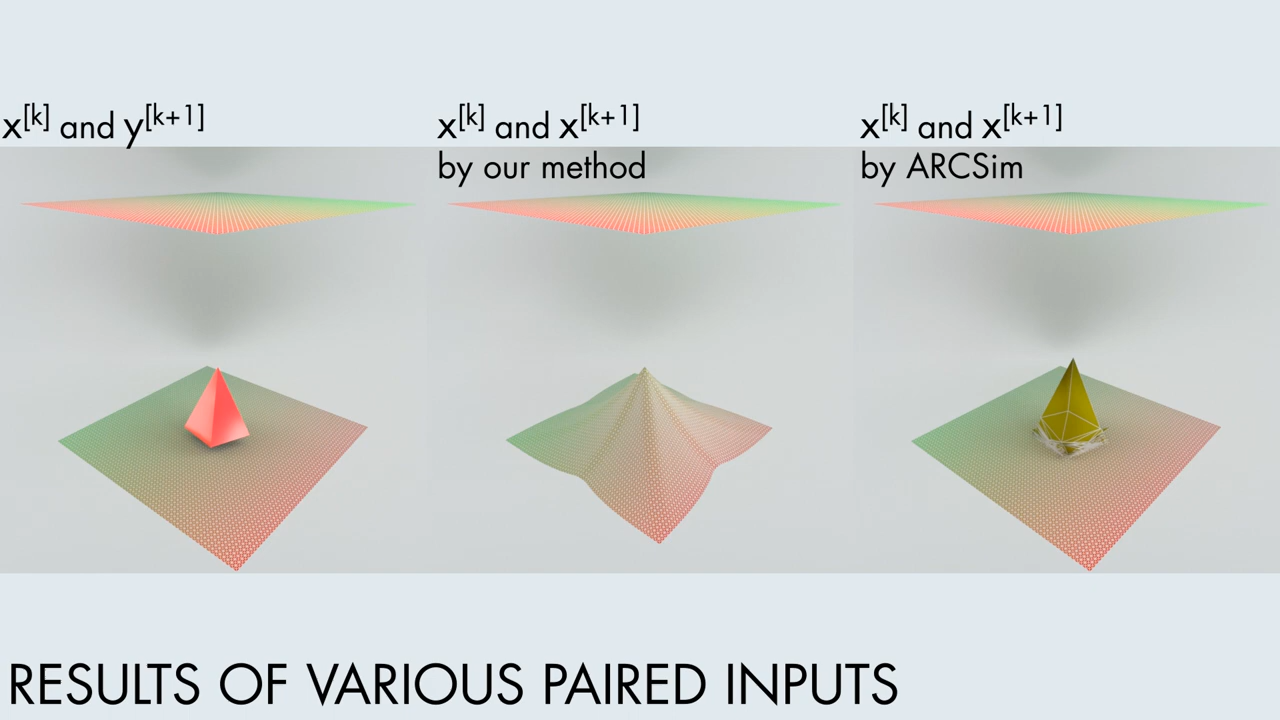 x[k] and y[k+1]
x[k] and x[k+1]
by our method
x[k] and x[k+1]
by ARCSim
RESULTS OF VARIOUS PAIRED INPUTS